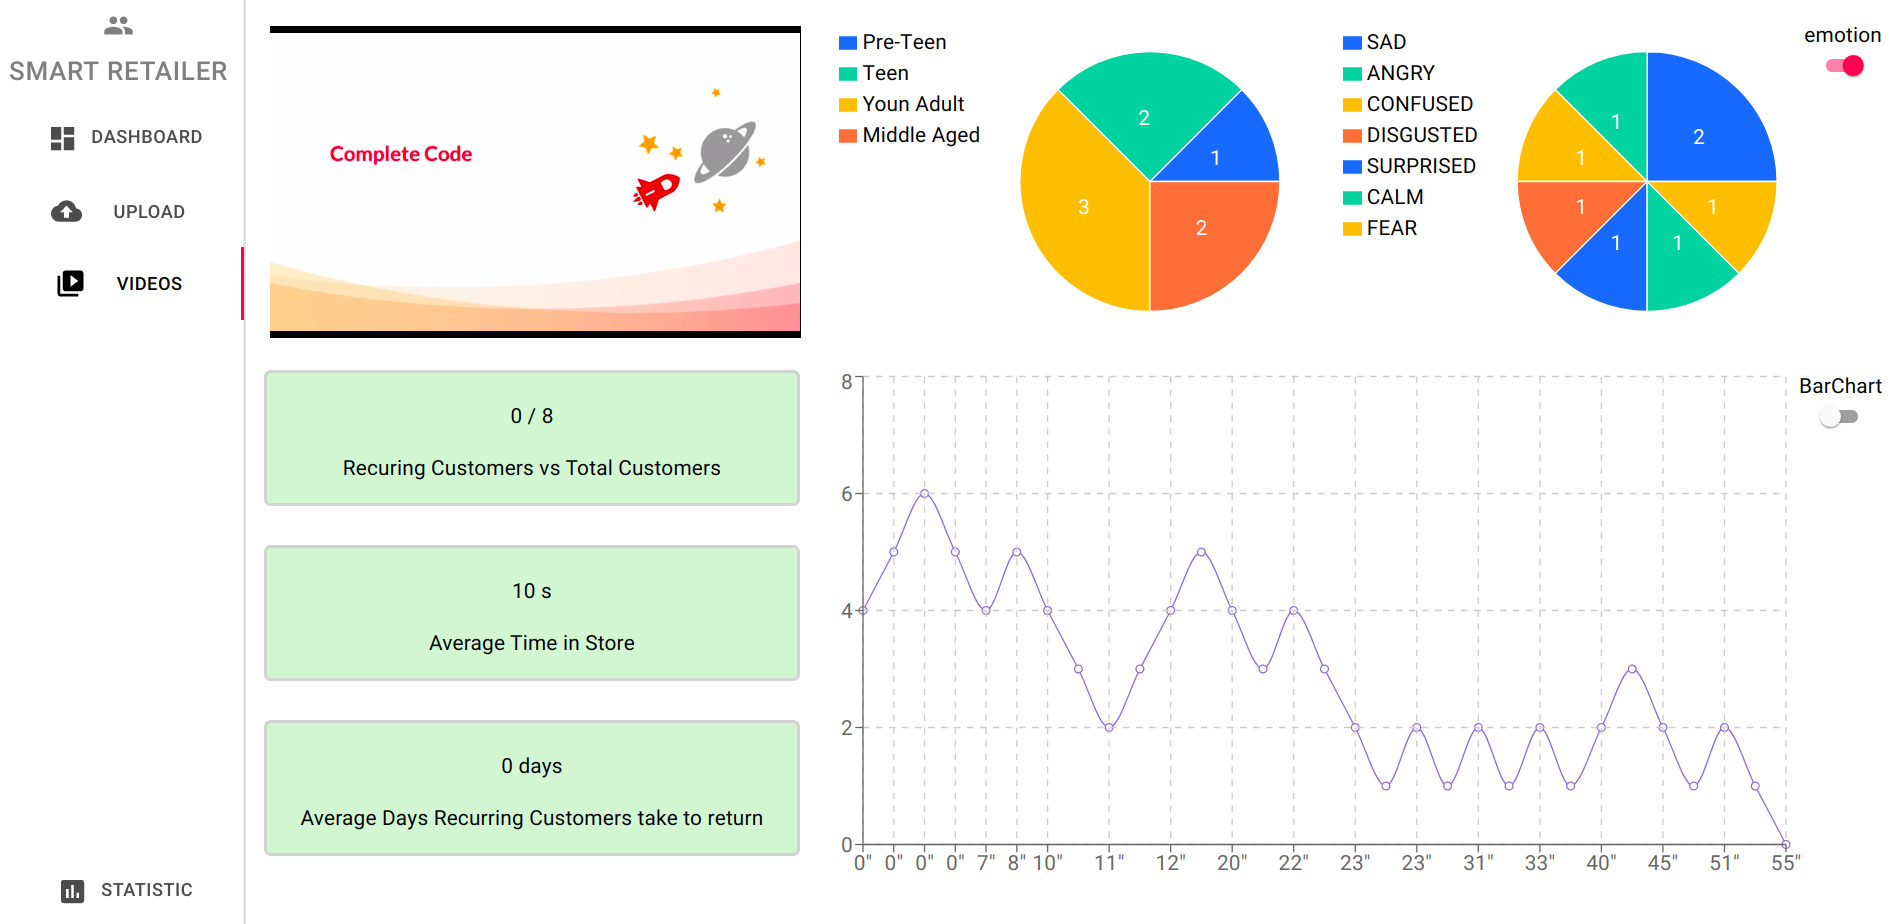 SMART RETAILER
DASHBOARD
UPLOAD
VIDEOS
STATISTIC
Complete Code
Pre-Teen
Teen
Youn Adult
Middle Aged
2
1
3
2
SAD
ANGRY
CONFUSED
DISGUSTED
SURPRISED
CALM
FEAR
1
2
1
1
1
1
1
emotion
0 / 8
Recuring Customers vs Total Customers
10 s
Average Time in Store
0 days
Average Days Recurring Customers take to return
BarChart
8
6
4
2
0
0" 0" 0" 0" 7" 8" 10" 11" 12" 20" 22" 23" 23" 31" 33" 40" 45" 51" 55"